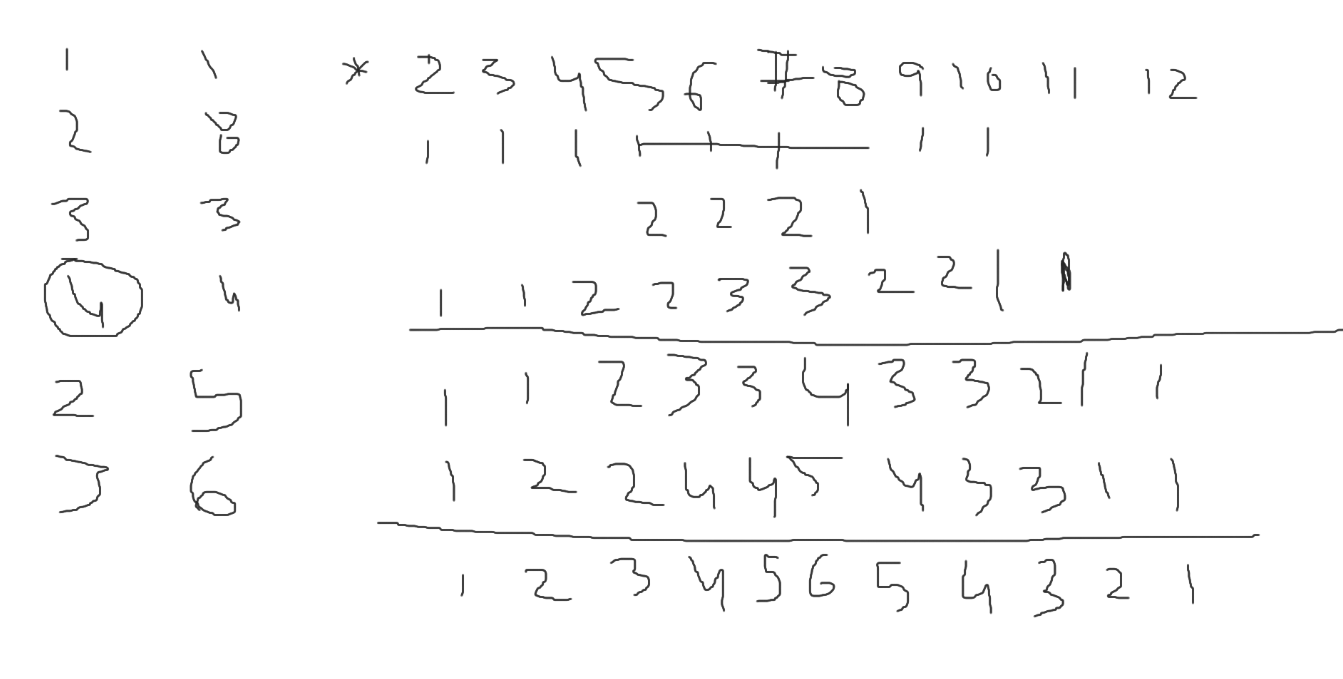 1 1 * 2 3 4 5 6 7 8 9 10 11 12
2 8 1 1 1 1 1 1 1 1
3 3 2 2 2 1
4 4 1 1 2 2 3 3 2 2 1
2 5 1 1 2 3 3 4 3 3 2 1 1
3 6 1 2 2 4 4 5 4 3 3 1 1
1 2 3 4 5 6 5 4 3 2 1